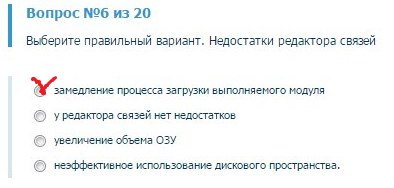 Вопрос №6 из 20
Выберите правильный вариант. Недостатки редактора связей
замедление процесса загрузки выполняемого модуля
у редактора связей нет недостатков
увеличение объема ОЗУ
неэффективное использование дискового пространства.